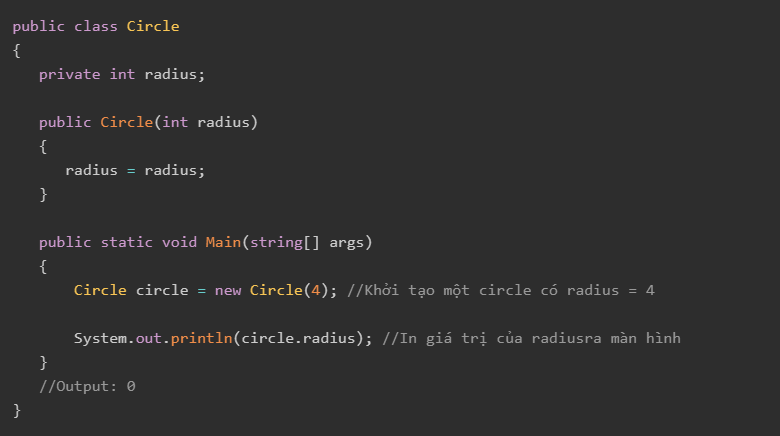 public class Circle
{
   private int radius;

   public Circle(int radius)
   {
      radius = radius;
   }

   public static void Main(string[] args)
   {
       Circle circle = new Circle(4); //Khởi tạo một circle có radius = 4

       System.out.println(circle.radius); //In giá trị của radiusra màn hình
   }
   //Output: 0
}